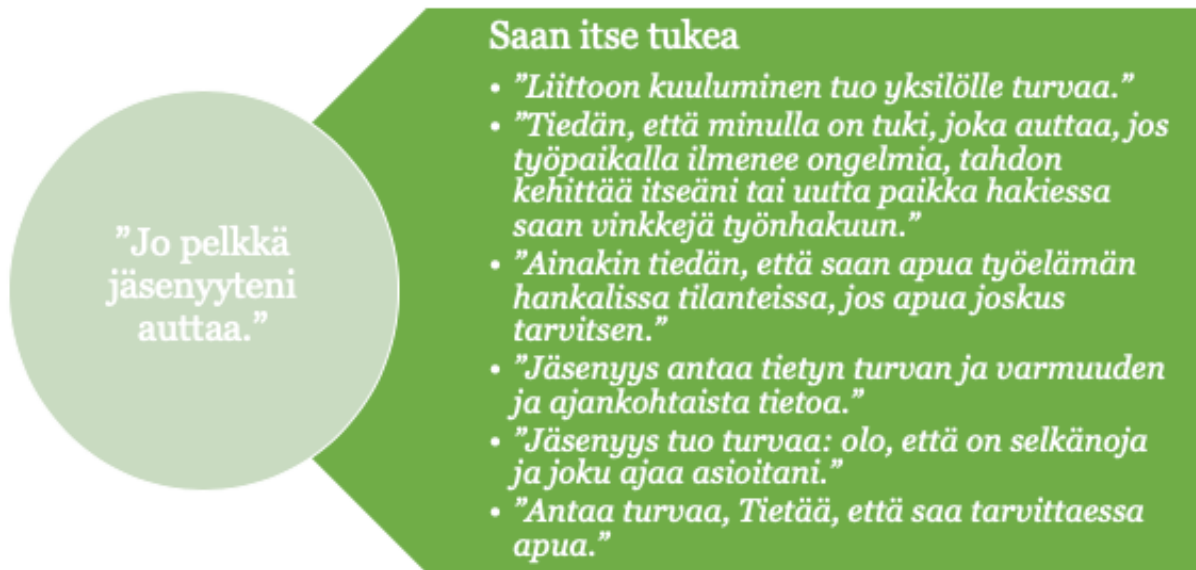 ”Jo pelkkä
jäsenyyteni
auttaa.”
Saan itse tukea
• ”Liittoon kuuluminen tuo yksilölle turvaa.”
• ”Tiedän, että minulla on tuki, joka auttaa, jos
työpaikalla ilmenee ongelmia, tahdon
kehittää itseäni tai uutta paikka hakiessa
saan vinkkejä työnhakuun.”
• ”Ainakin tiedän, että saan apua työelämän
hankalissa tilanteissa, jos apua joskus
tarvitsen.”
• ”Jäsenyys antaa tietyn turvan ja varmuuden
ja ajankohtaista tietoa.”
• ”Jäsenyys tuo turvaa: olo, että on selkänoja
ja joku ajaa asioitani.”
• ”Antaa turvaa, Tietää, että saa tarvittaessa
apua.”